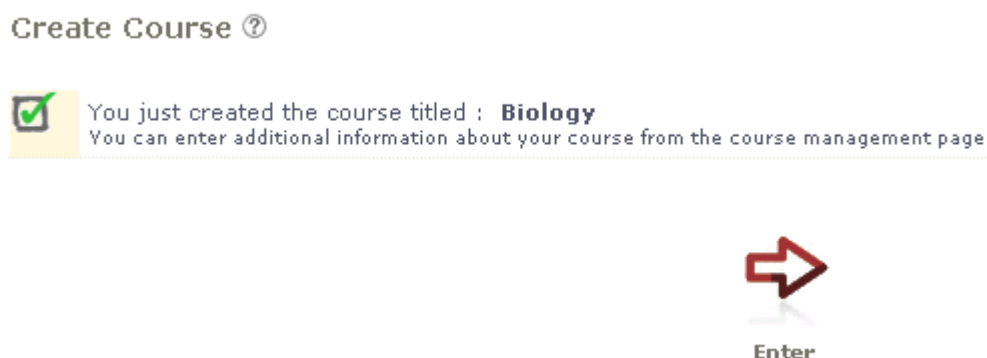 Create Course ?
You just created the course titled : Biology
You can enter additional information about your course from the course management page
Enter